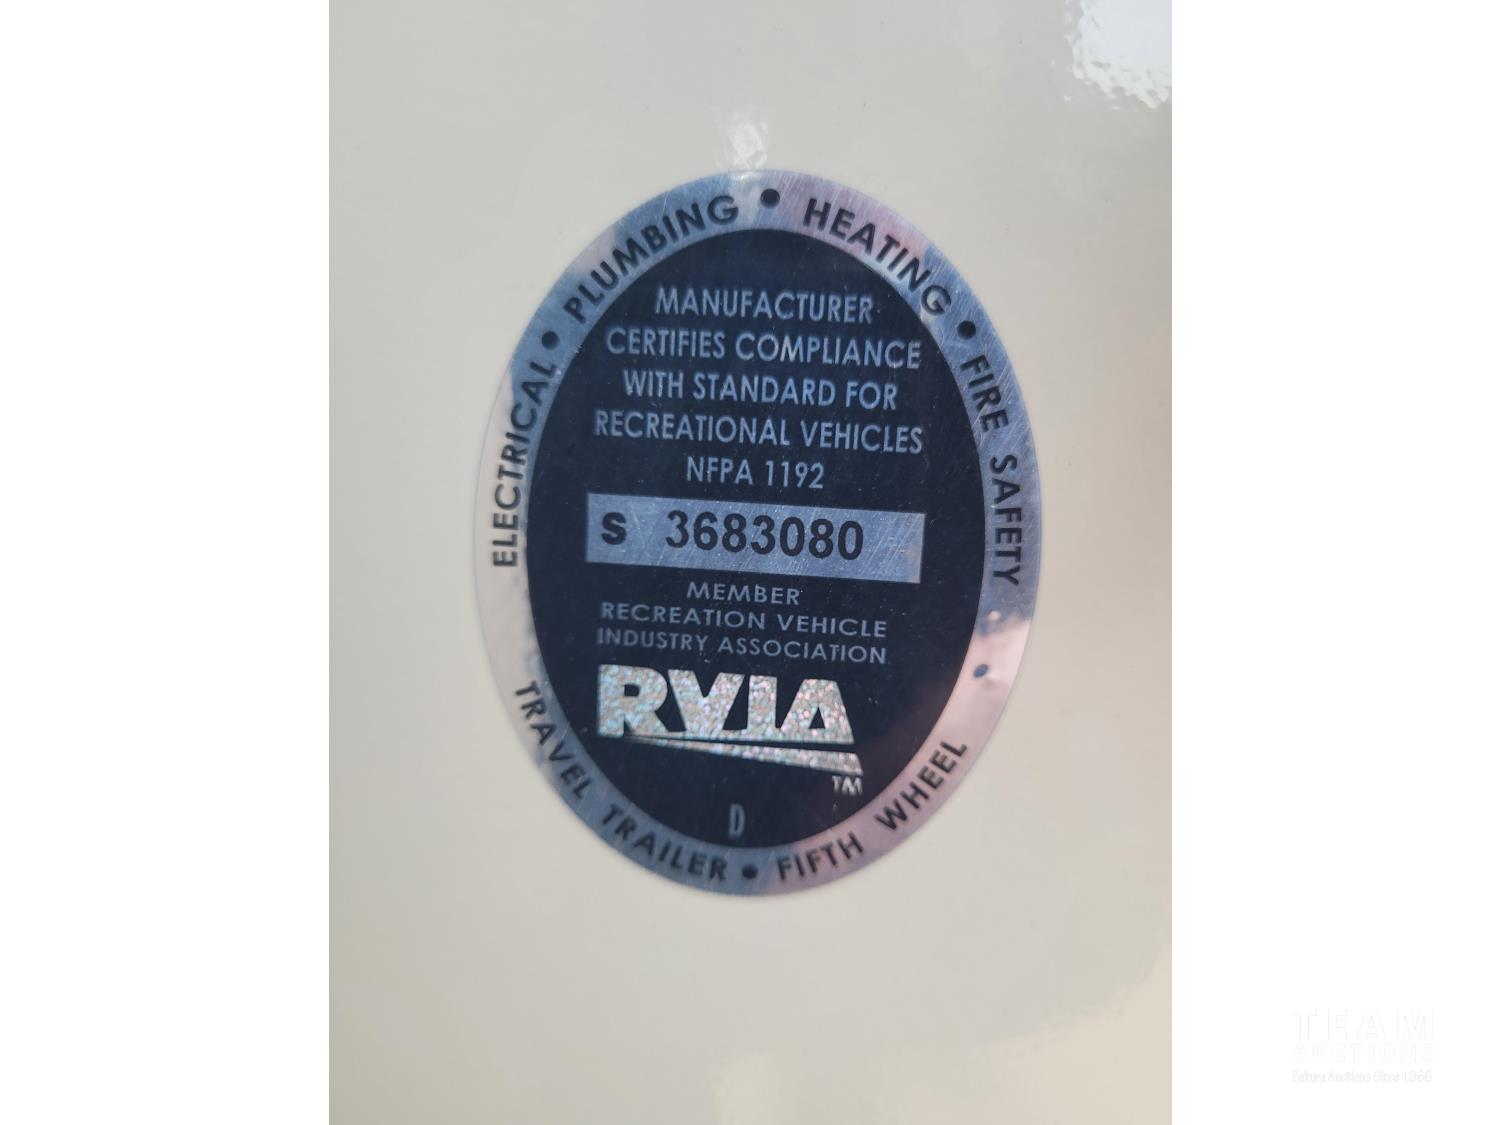 ELECTRICAL • PLUMBING • HEATING • FIRE SAFETY •
MANUFACTURER
CERTIFIES COMPLIANCE
WITH STANDARD FOR
RECREATIONAL VEHICLES
NFPA 1192
S 3683080
MEMBER
RECREATION VEHICLE
INDUSTRY ASSOCIATION
RVIA
TM
D
TRAVEL TRAILER • FIFTH WHEEL
TEAM
AUCTIONS
Sekura Auctions Since 1966